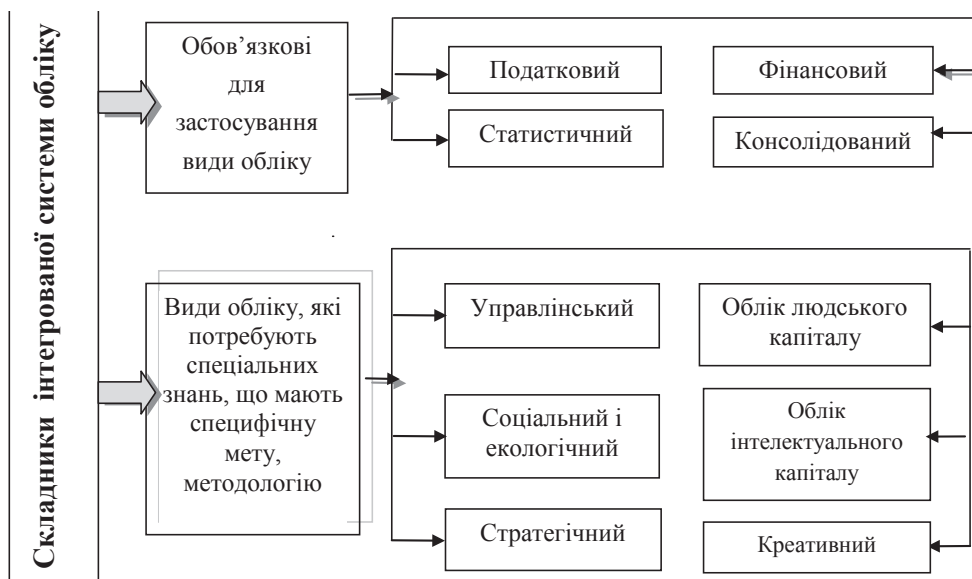 Складники інтегрованої системи обліку
Обов’язкові
для
застосування
види обліку
Податковий
Фінансовий
Статистичний
Консолідований
Види обліку, які
потребують
спеціальних
знань, що мають
специфічну
мету,
методологію
Управлінський
Облік людського
капіталу
Соціальний і
екологічний
Облік
інтелектуального
капіталу
Стратегічний
Креативний